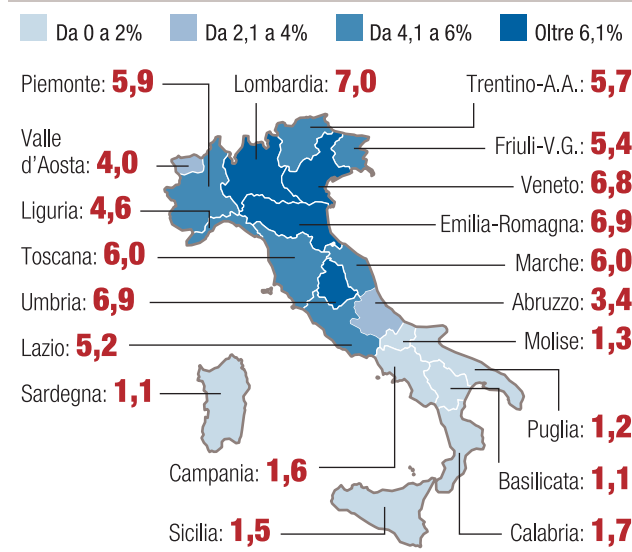 Da 0 a 2% Da 2,1 a 4% Da 4,1 a 6% Oltre 6,1%
Piemonte: 5,9
Lombardia: 7,0
Trentino-A.A.: 5,7
Valle
d'Aosta: 4,0
Friuli-V.G.: 5,4
Veneto: 6,8
Liguria: 4,6
Emilia-Romagna: 6,9
Toscana: 6,0
Marche: 6,0
Umbria: 6,9
Abruzzo: 3,4
Lazio: 5,2
Molise: 1,3
Sardegna: 1,1
Puglia: 1,2
Campania: 1,6
Basilicata: 1,1
Sicilia: 1,5
Calabria: 1,7